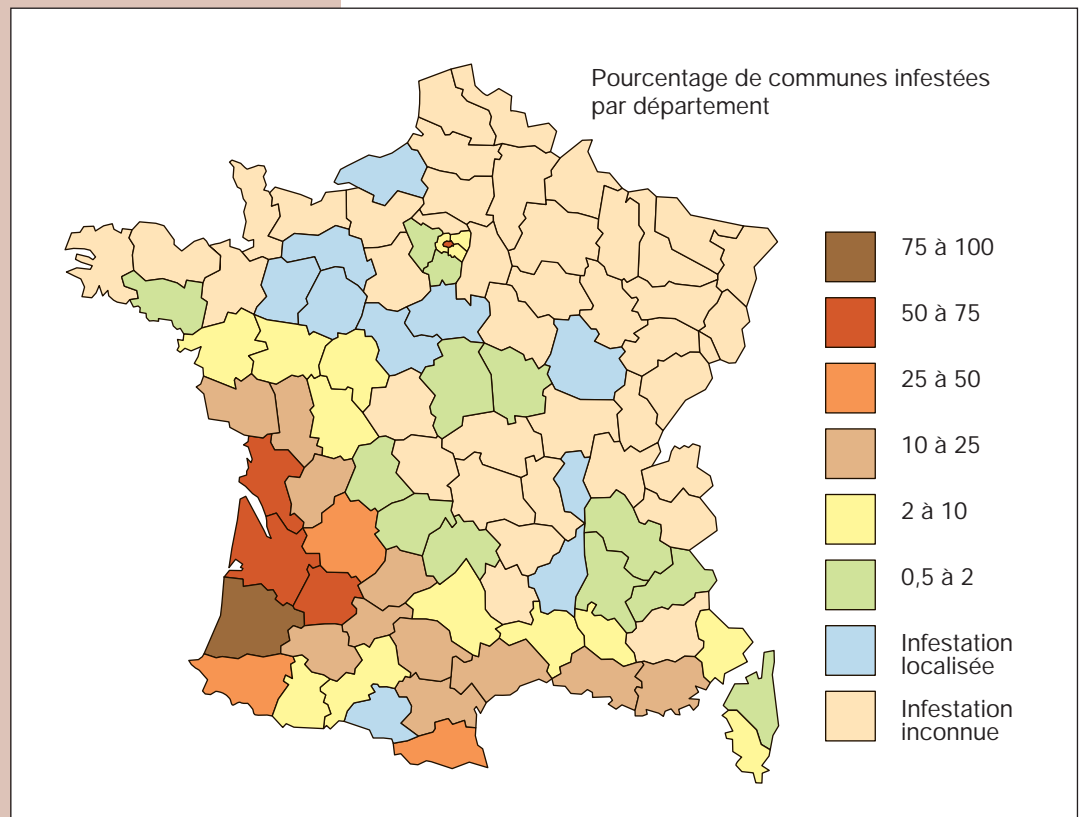 Pourcentage de communes infestées
par département
75 à 100
50 à 75
25 à 50
10 à 25
2 à 10
0,5 à 2
Infestation
localisée
Infestation
inconnue